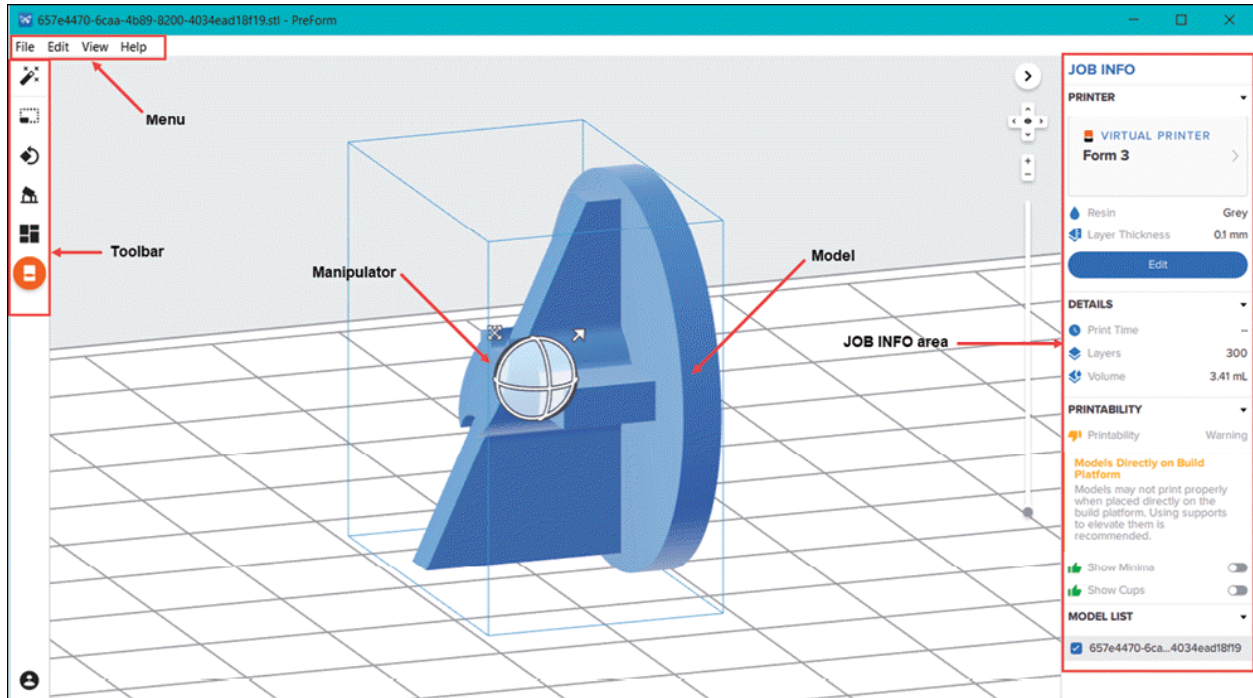 657e4470-6caa-4b89-8200-4034ead18f19.stl - PreForm
File Edit View Help
Menu
Toolbar
Manipulator
Model
JOB INFO area
JOB INFO
PRINTER
VIRTUAL PRINTER
Form 3
Resin Grey
Layer Thickness 0.1 mm
Edit
DETAILS
Print Time --
Layers 300
Volume 3.41 mL
PRINTABILITY
Printability Warning
Models Directly on Build
Platform
Models may not print properly
when placed directly on the
build platform. Using supports
to elevate them is
recommended.
Show Minima
Show Cups
MODEL LIST
657e4470-6ca...4034ead18f19